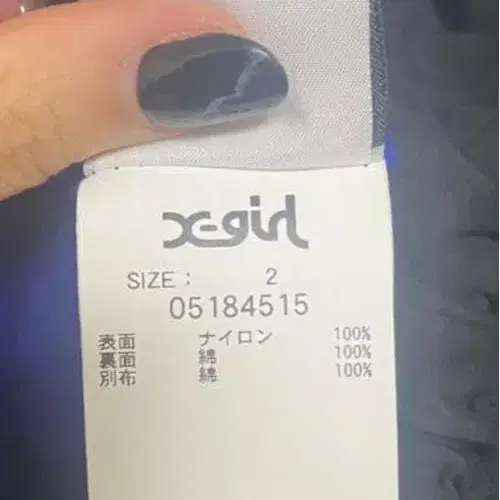 X-girl
SIZE : 2
05184515
表面 ナイロン 100%
裏面 綿 100%
別布 綿 100%